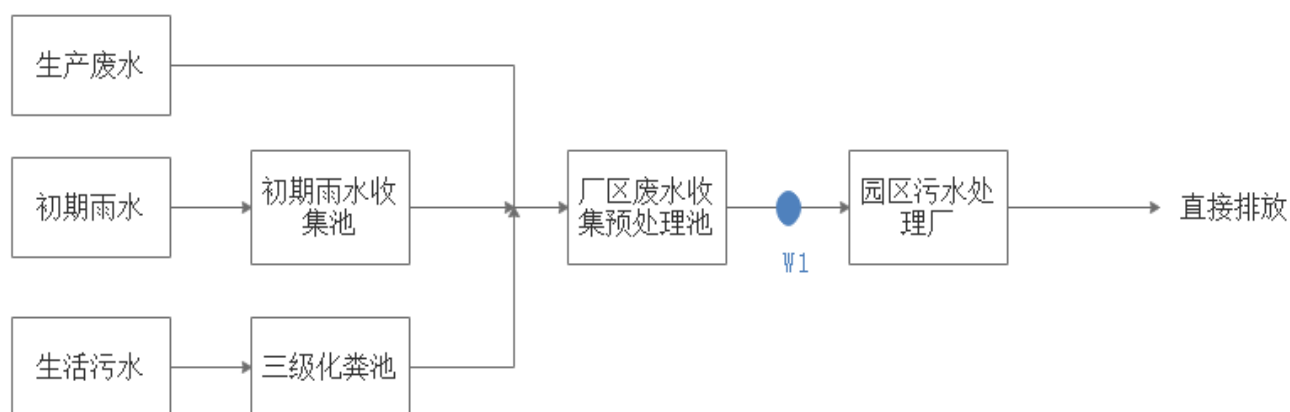 生产废水
初期雨水
初期雨水收
集池
厂区废水收
集预处理池
园区污水处
理厂
直接排放
W1
生活污水
三级化粪池